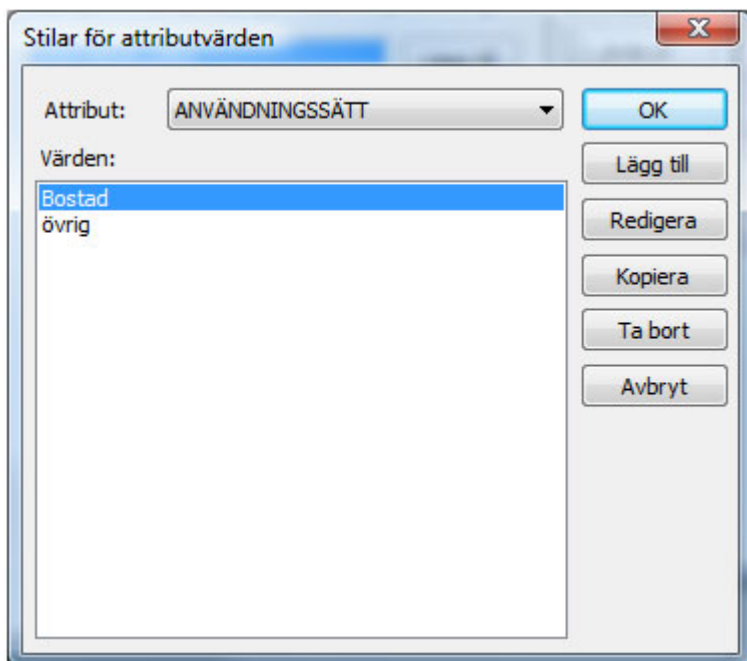 Stilar för attributvärden
Attribut:
ANVÄNDNINGSSÄTT
OK
Värden:
Lägg till
Bostad
övrig
Redigera
Kopiera
Ta bort
Avbryt